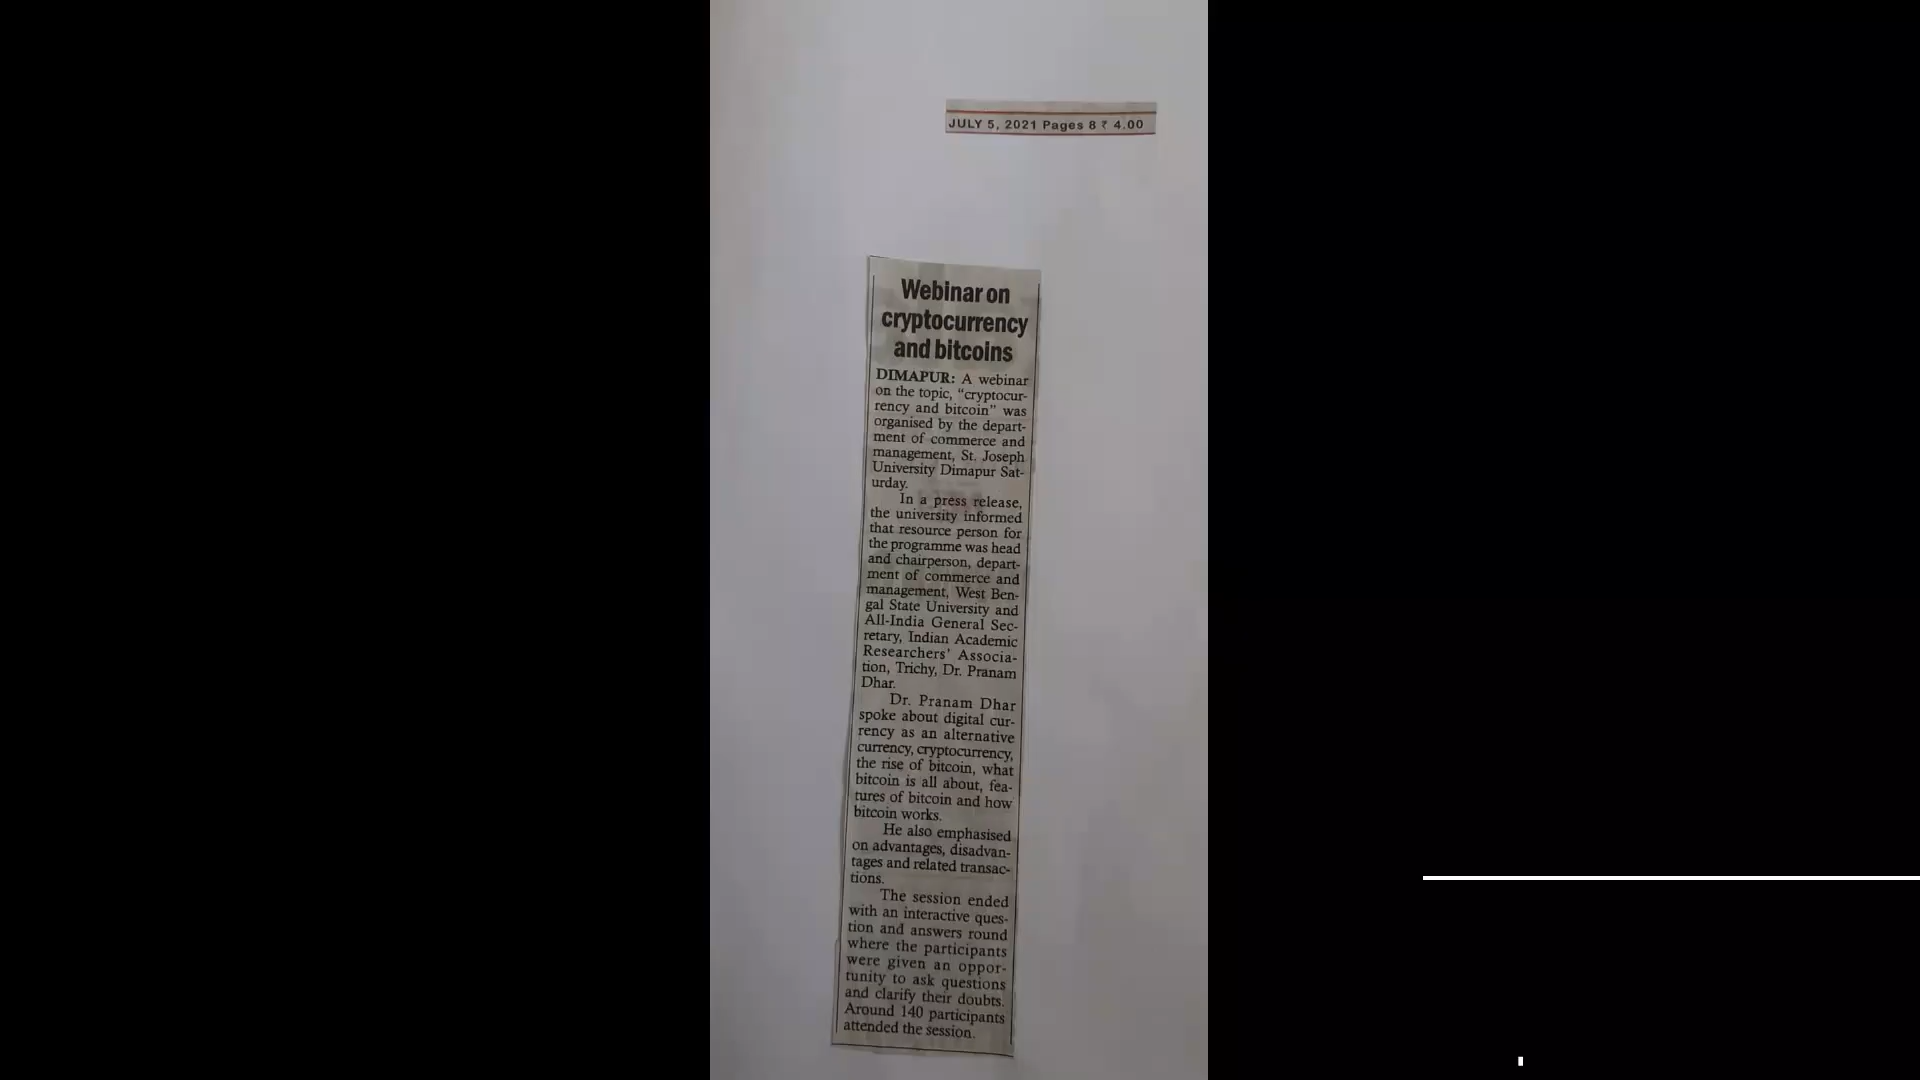 JULY 5, 2021 Pages 8 ₹ 4.00
Webinar on
cryptocurrency
and bitcoins
DIMAPUR: A webinar
on the topic, “cryptocur-
rency and bitcoin” was
organised by the depart-
ment of commerce and
management, St. Joseph
University Dimapur Sat-
urday.
In a press release,
the university informed
that resource person for
the programme was head
and chairperson, depart-
ment of commerce and
management, West Ben-
gal State University and
All-India General Sec-
retary, Indian Academic
Researchers’ Associa-
tion, Trichy, Dr. Pranam
Dhar.
Dr. Pranam Dhar
spoke about digital cur-
rency as an alternative
currency, cryptocurrency,
the rise of bitcoin, what
bitcoin is all about, fea-
tures of bitcoin and how
bitcoin works.
He also emphasised
on advantages, disadvan-
tages and related transac-
tions.
The session ended
with an interactive ques-
tion and answers round
where the participants
were given an oppor-
tunity to ask questions
and clarify their doubts.
Around 140 participants
attended the session.